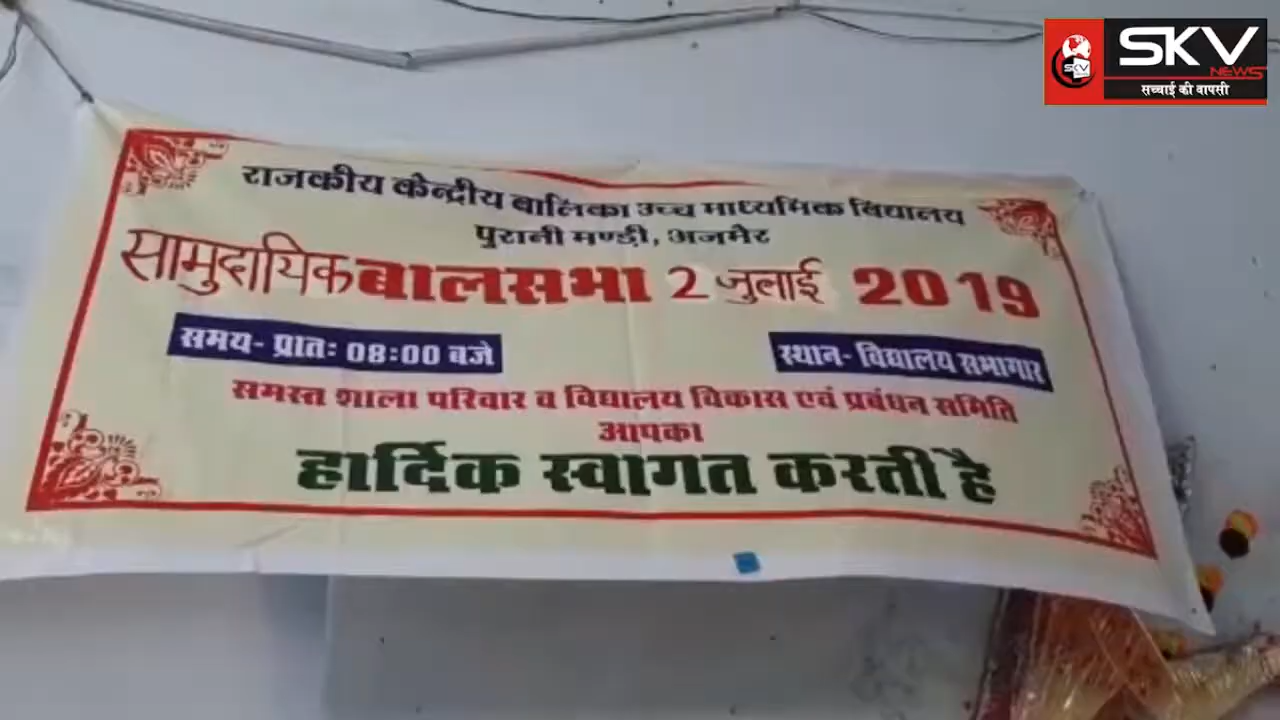 SKV
NEWS
SKV
सच्चाई की वापसी
राजकीय केन्द्रीय बालिका उच्च माध्यमिक विद्यालय
पुरानी मण्डी, अजमेर
सामुदायिक बालसभा 2 जुलाई 2019
समय- प्रातः 08:00 बजे
स्थान- विद्यालय सभागार
समस्त शाला परिवार व विद्यालय विकास एवं प्रबंधन समिति
आपका
हार्दिक स्वागत करती है